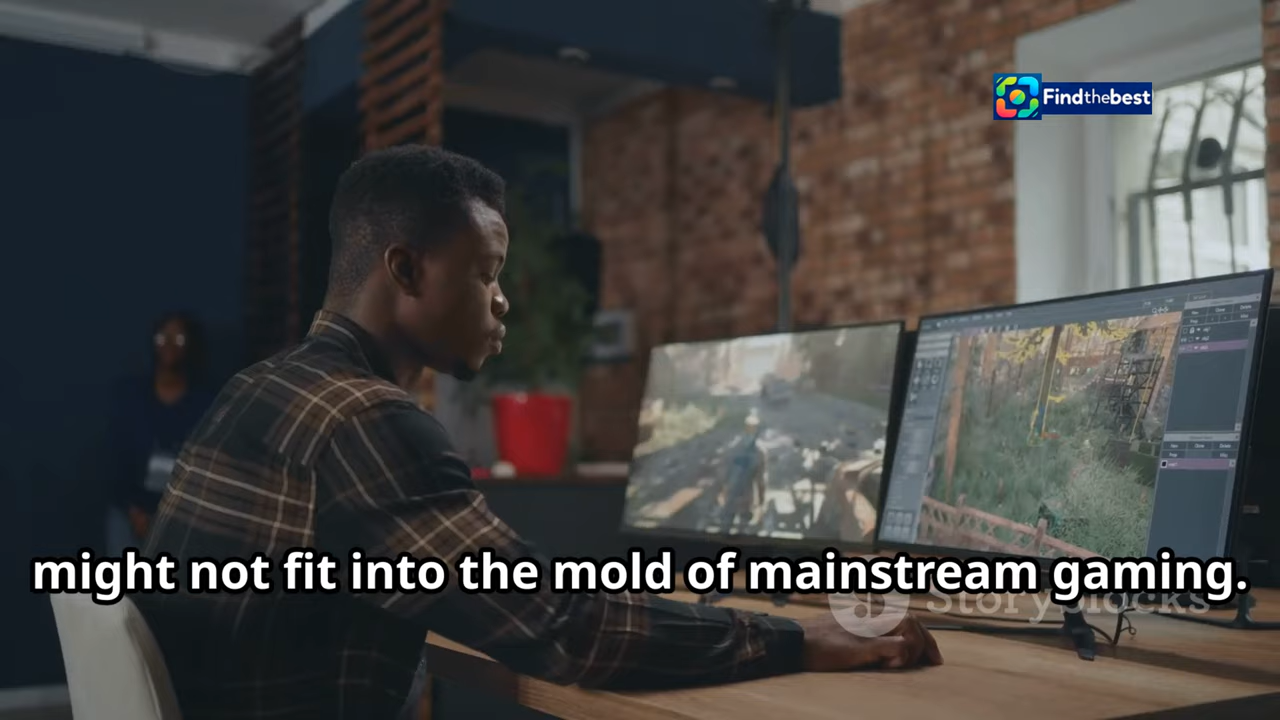 Findthebest
might not fit into the mold of mainstream gaming.
Storyblocks